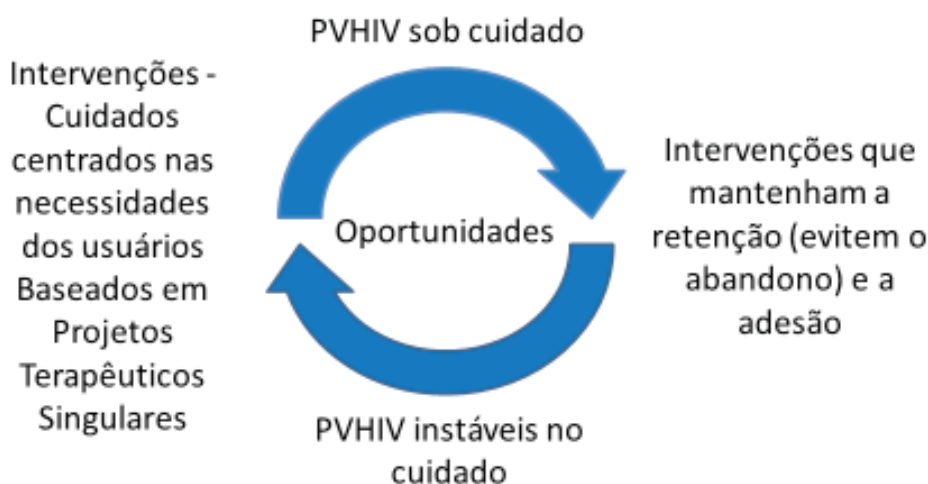 PVHIV sob cuidado
Intervenções -
Cuidados
centrados nas
necessidades
dos usuários
Baseados em
Projetos
Terapêuticos
Singulares
Oportunidades
Intervenções que
mantenham a
retenção (evitem o
abandono) e a
adesão
PVHIV instáveis no
cuidado